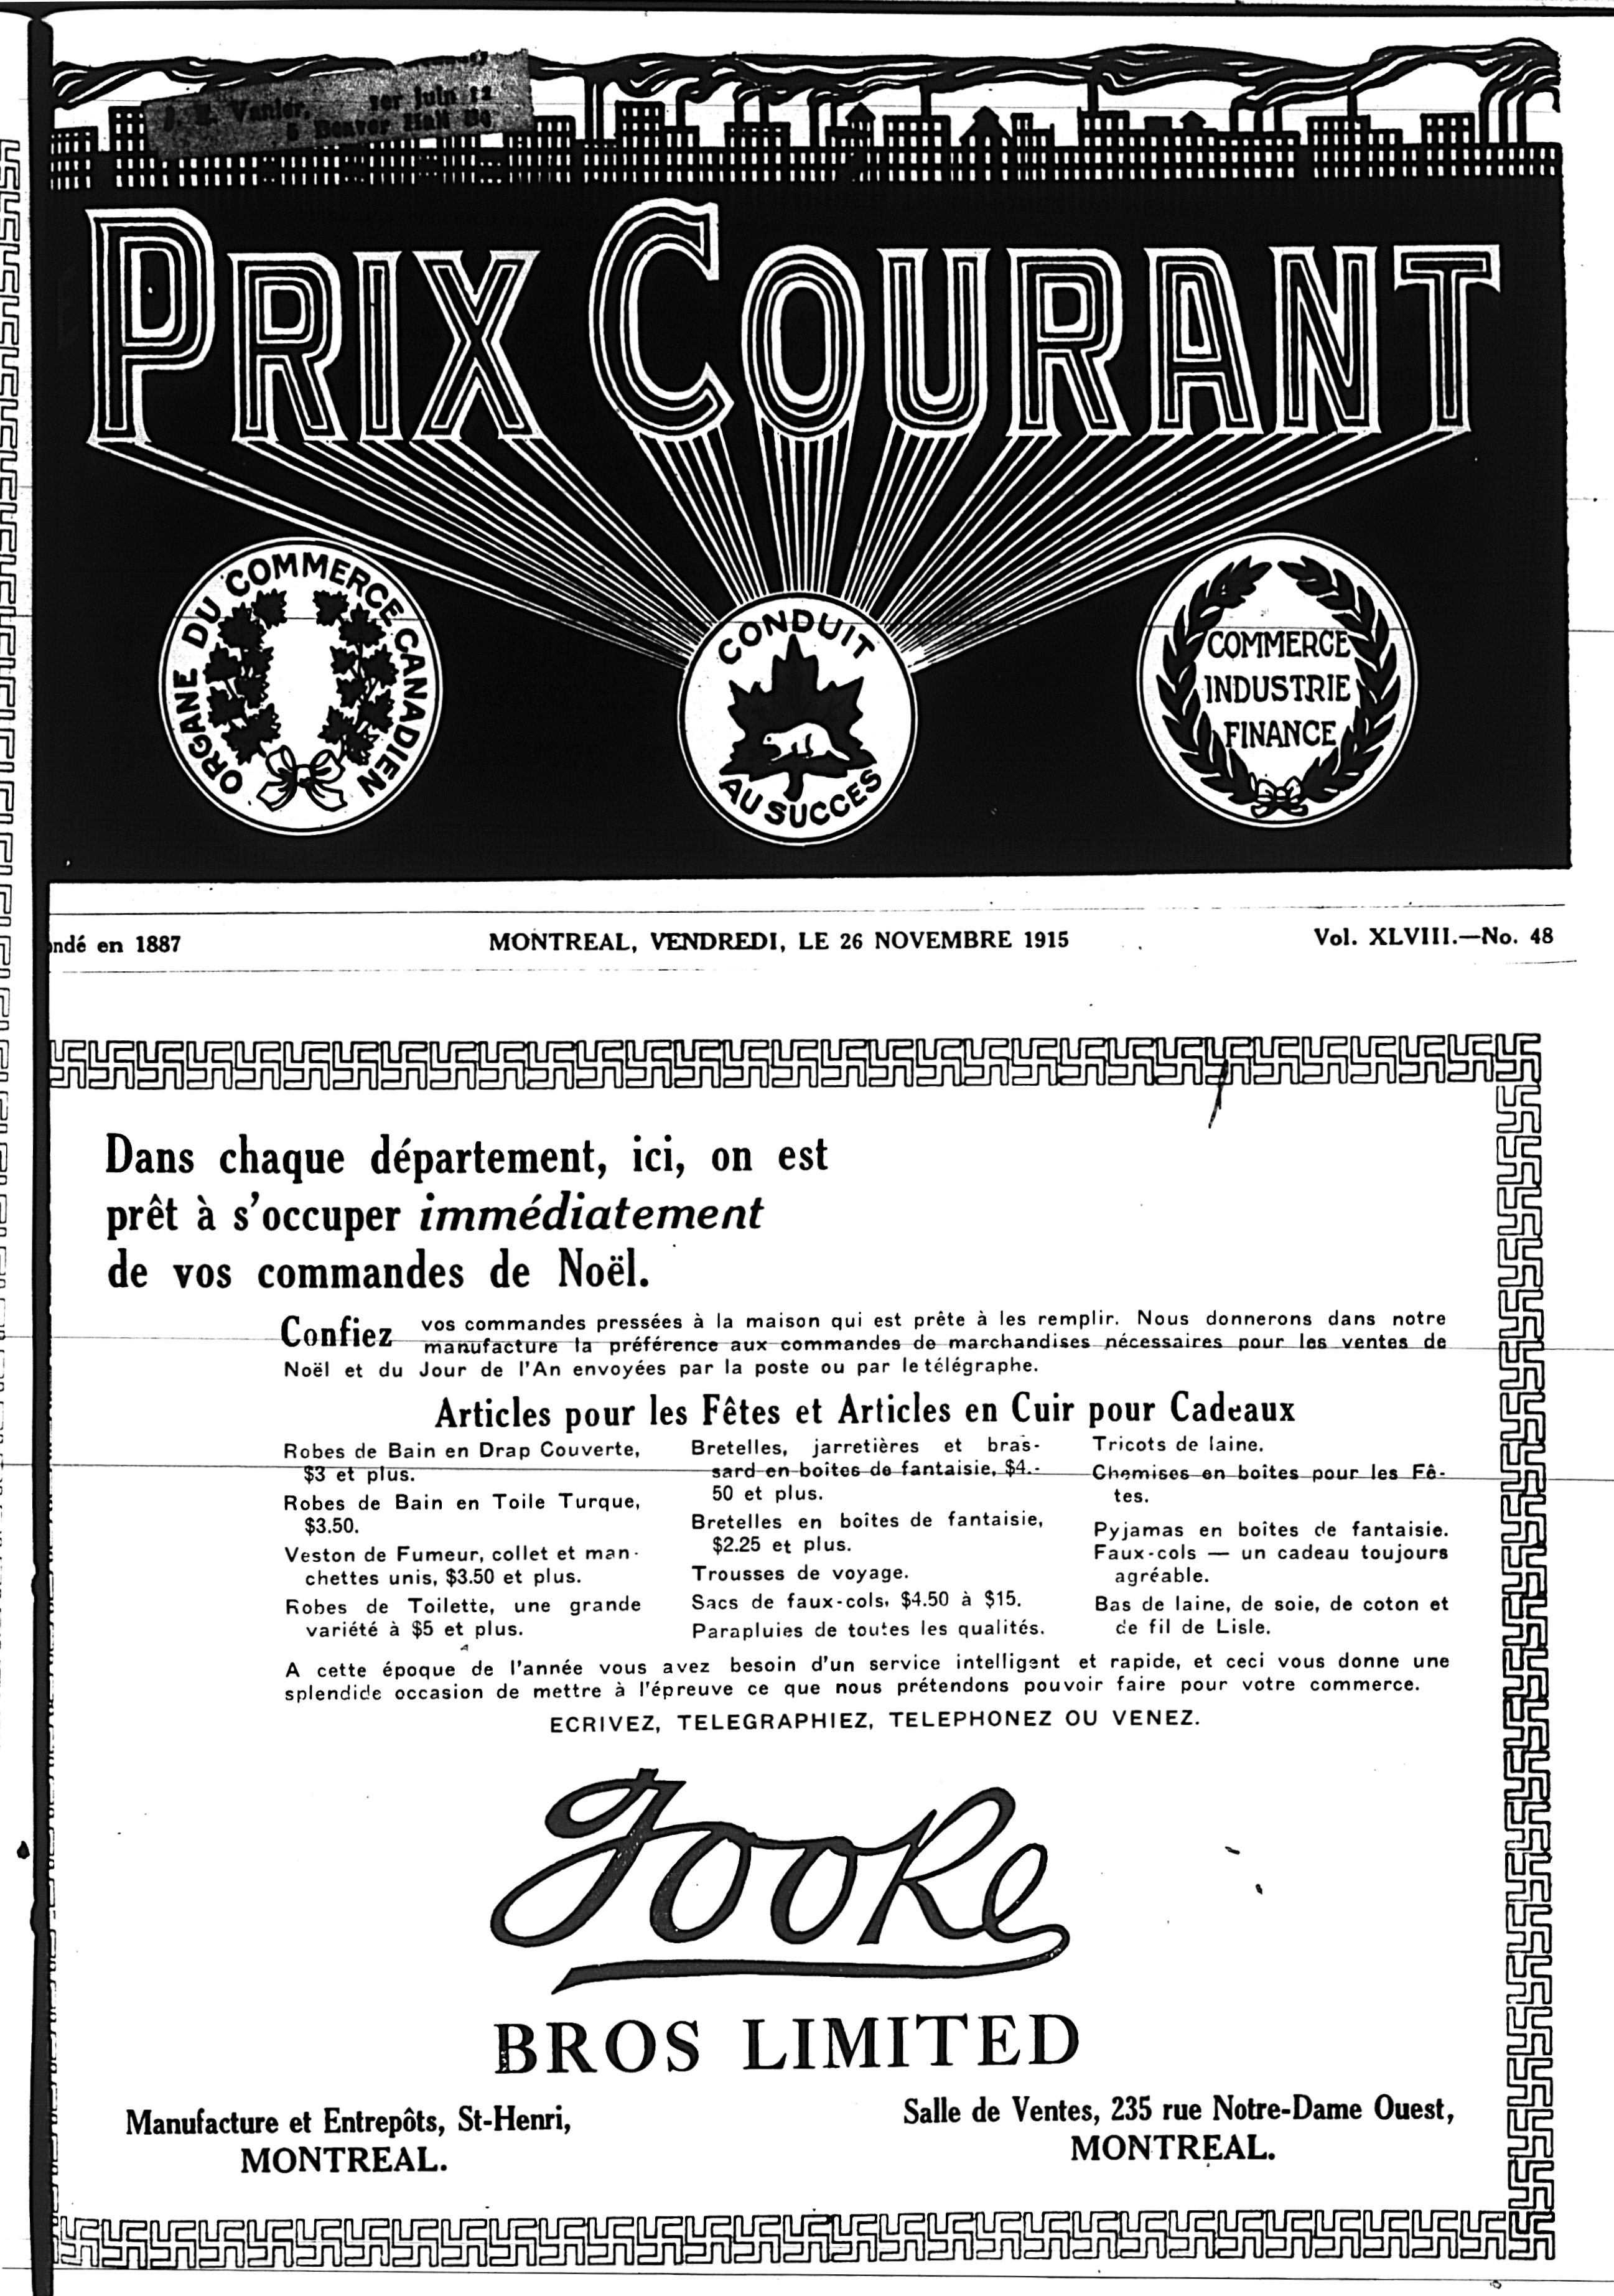 J. E. Vanier, 1er Juin 12
5 Beaver Hall Sq
PRIX COURANT
ORGANE DU COMMERCE CANADIEN
CONDUIT
AU SUCCES
COMMERCE
INDUSTRIE
FINANCE
ndé en 1887
MONTREAL, VENDREDI, LE 26 NOVEMBRE 1915
Vol. XLVIII.—No. 48
Dans chaque département, ici, on est
prêt à s'occuper immédiatement
de vos commandes de Noël.
Confiez vos commandes pressées à la maison qui est prête à les remplir. Nous donnerons dans notre
manufacture la préférence aux commandes de marchandises nécessaires pour les ventes de
Noël et du Jour de l'An envoyées par la poste ou par le télégraphe.
Articles pour les Fêtes et Articles en Cuir pour Cadeaux
Robes de Bain en Drap Couverte,
$3 et plus.
Robes de Bain en Toile Turque,
$3.50.
Veston de Fumeur, collet et man-
chettes unis, $3.50 et plus.
Robes de Toilette, une grande
variété à $5 et plus.
Bretelles, jarretières et bras-
sard en boîtes de fantaisie, $4.-
50 et plus.
Bretelles en boîtes de fantaisie,
$2.25 et plus.
Trousses de voyage.
Sacs de faux-cols, $4.50 à $15.
Parapluies de toutes les qualités.
Tricots de laine.
Chemises en boîtes pour les Fê-
tes.
Pyjamas en boîtes de fantaisie.
Faux-cols — un cadeau toujours
agréable.
Bas de laine, de soie, de coton et
de fil de Lisle.
A cette époque de l'année vous avez besoin d'un service intelligent et rapide, et ceci vous donne une
splendide occasion de mettre à l'épreuve ce que nous prétendons pouvoir faire pour votre commerce.
ECRIVEZ, TELEGRAPHIEZ, TELEPHONEZ OU VENEZ.
Tooke
BROS LIMITED
Manufacture et Entrepôts, St-Henri,
MONTREAL.
Salle de Ventes, 235 rue Notre-Dame Ouest,
MONTREAL.